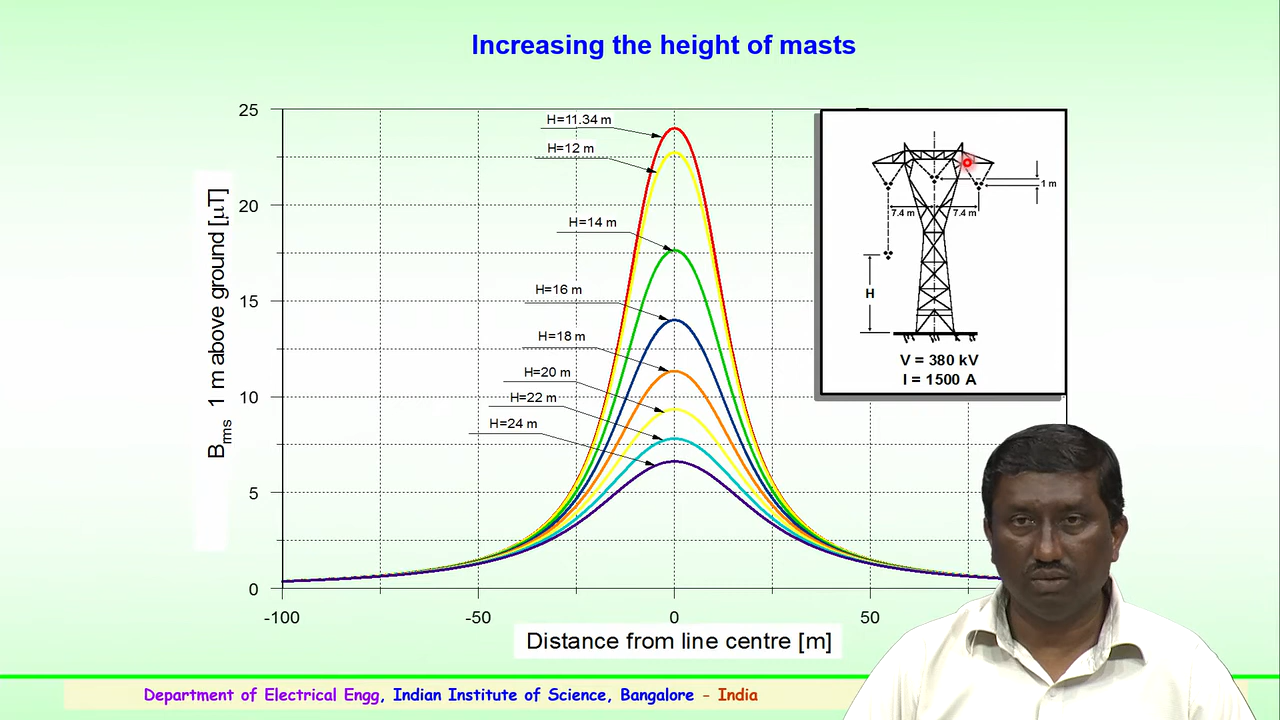 Increasing the height of masts
25
20
15
10
5
0
B_rms 1 m above ground [µT]
H=11.34 m
H=12 m
H=14 m
H=16 m
H=18 m
H=20 m
H=22 m
H=24 m
-100
-50
0
50
Distance from line centre [m]
1 m
7.4 m
7.4 m
H
V = 380 kV
I = 1500 A
Department of Electrical Engg, Indian Institute of Science, Bangalore - India